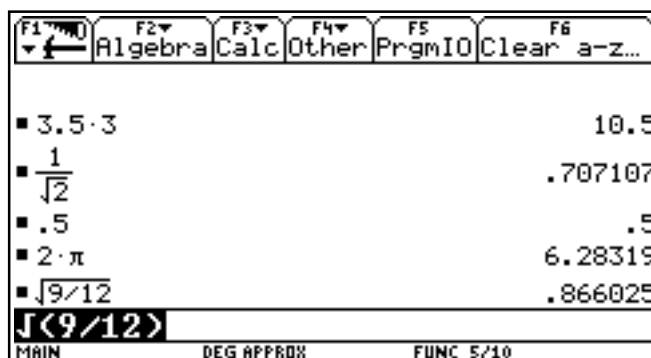 F1 F2 F3 F4 F5 F6
Algebra Calc Other PrgmIO Clear a-z…
3.5·3 10.5
1/√2 .707107
.5 .5
2·π 6.28319
√9/12 .866025
√(9/12)
MAIN DEG APPROX FUNC 5/10